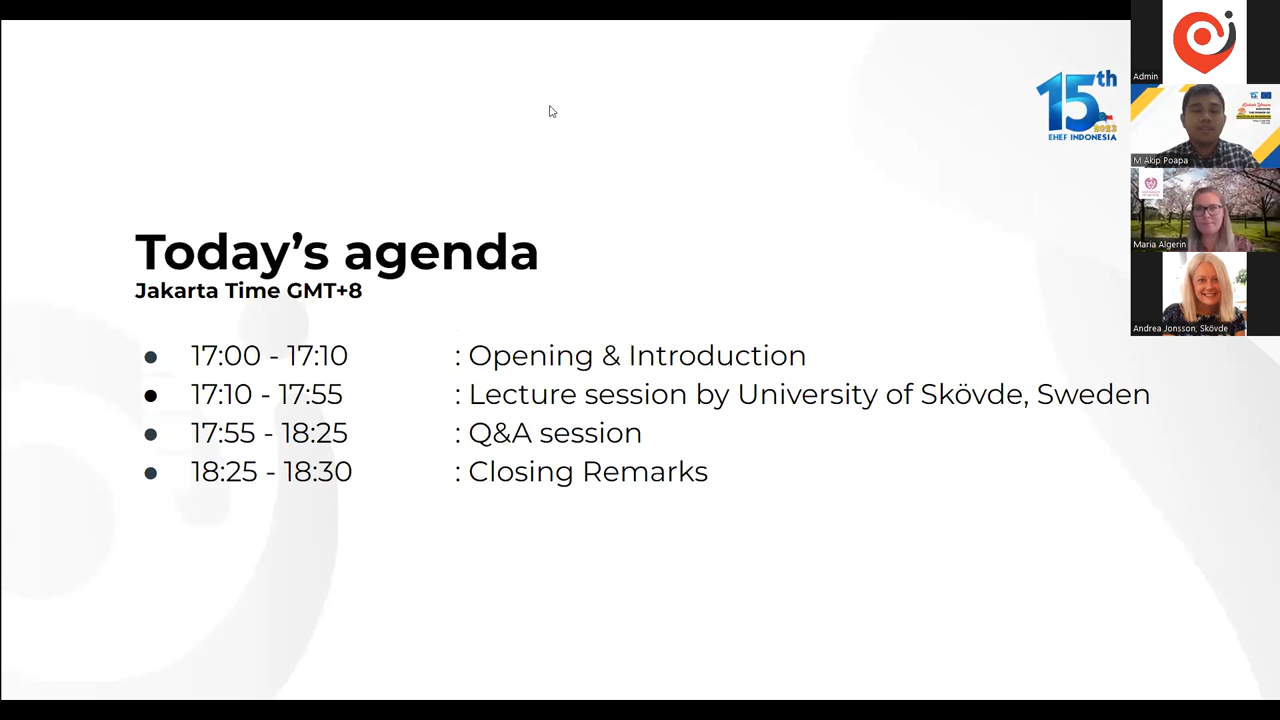 Today's agenda
Jakarta Time GMT+8
● 17:00 - 17:10 : Opening & Introduction
● 17:10 - 17:55 : Lecture session by University of Skövde, Sweden
● 17:55 - 18:25 : Q&A session
● 18:25 - 18:30 : Closing Remarks
15th
2023
EHEF INDONESIA
Admin
M Akip Poapa
Maria Algerin
Andrea Jonsson, Skövde